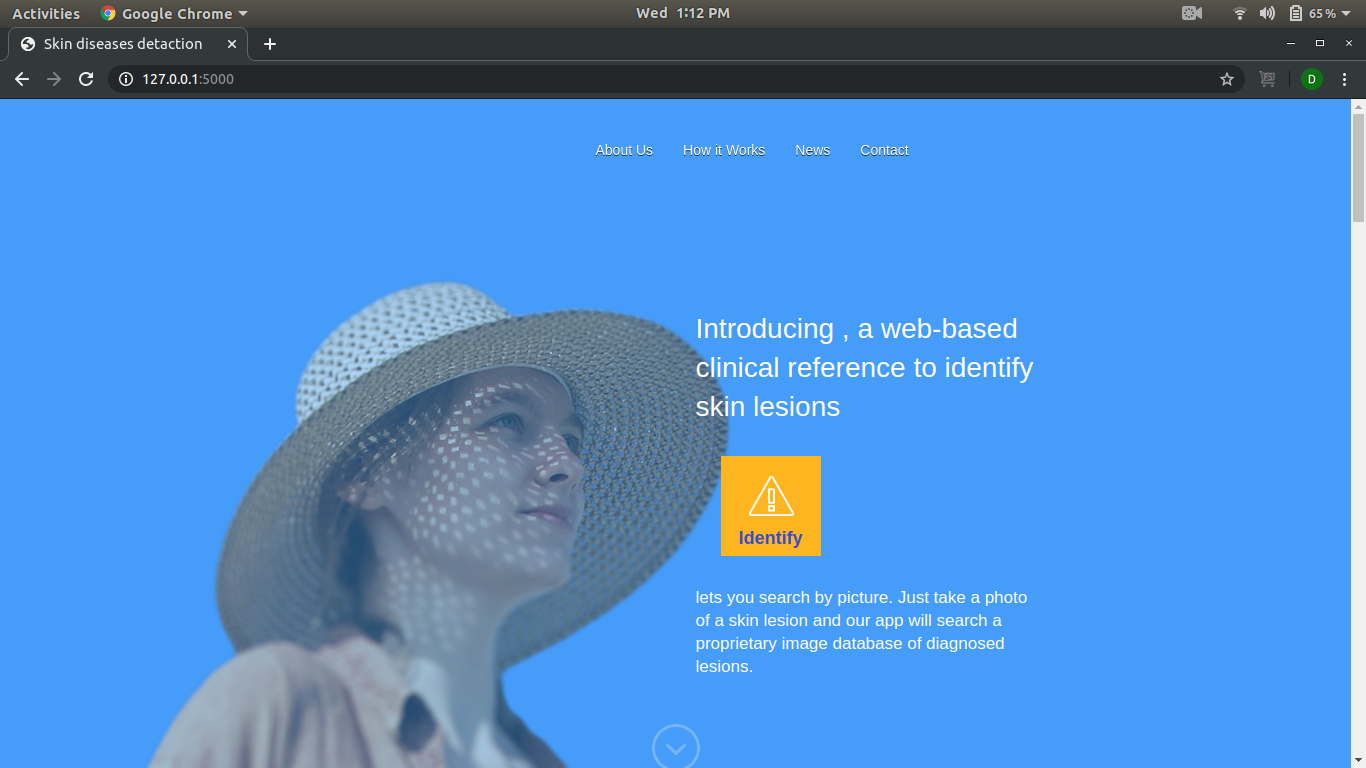 Activities Google Chrome Wed 1:12 PM 65%
Skin diseases detaction
127.0.0.1:5000 D
About Us How it Works News Contact
Introducing , a web-based
clinical reference to identify
skin lesions
Identify
lets you search by picture. Just take a photo
of a skin lesion and our app will search a
proprietary image database of diagnosed
lesions.